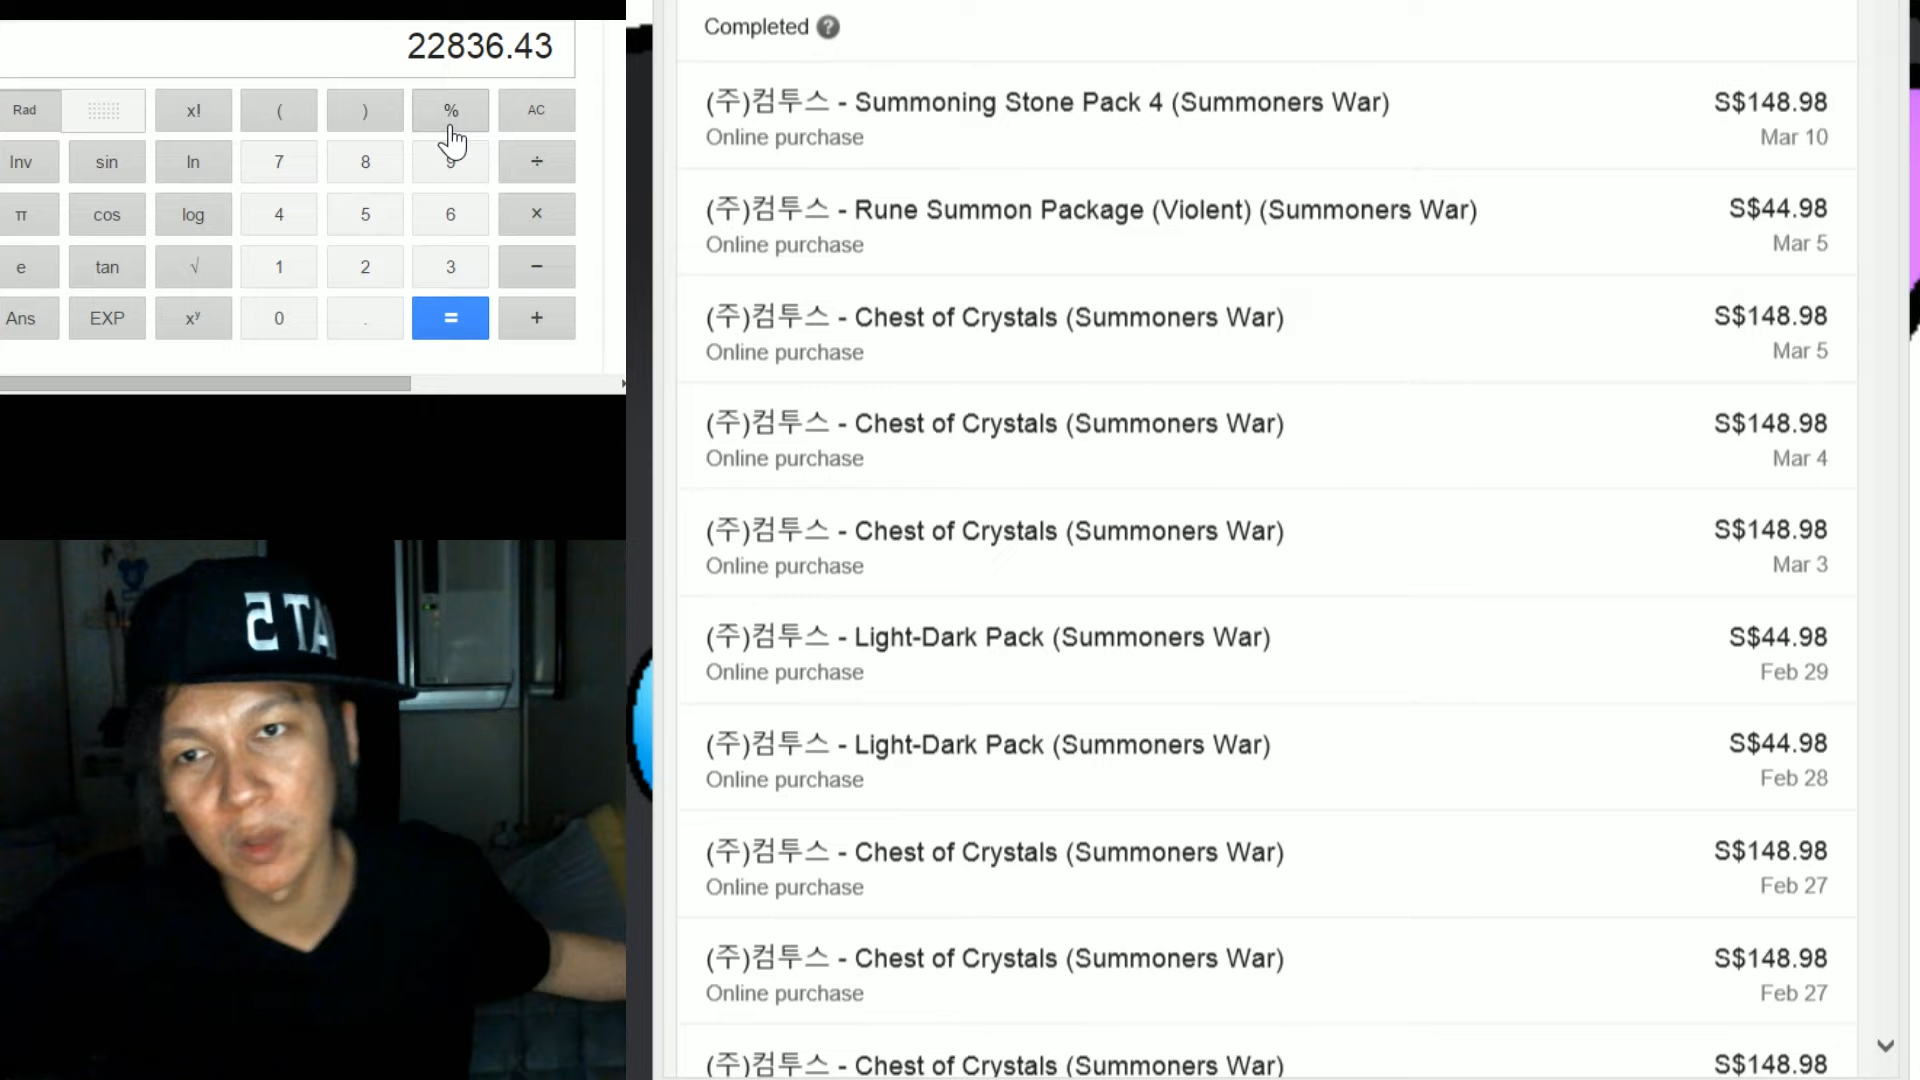 22836.43
Rad x! ( ) % AC
Inv sin ln 7 8 9 ÷
π cos log 4 5 6 ×
e tan √ 1 2 3 −
Ans EXP xʸ 0 . = +
5 TA
Completed ?
(주)컴투스 - Summoning Stone Pack 4 (Summoners War) S$148.98
Online purchase Mar 10
(주)컴투스 - Rune Summon Package (Violent) (Summoners War) S$44.98
Online purchase Mar 5
(주)컴투스 - Chest of Crystals (Summoners War) S$148.98
Online purchase Mar 5
(주)컴투스 - Chest of Crystals (Summoners War) S$148.98
Online purchase Mar 4
(주)컴투스 - Chest of Crystals (Summoners War) S$148.98
Online purchase Mar 3
(주)컴투스 - Light-Dark Pack (Summoners War) S$44.98
Online purchase Feb 29
(주)컴투스 - Light-Dark Pack (Summoners War) S$44.98
Online purchase Feb 28
(주)컴투스 - Chest of Crystals (Summoners War) S$148.98
Online purchase Feb 27
(주)컴투스 - Chest of Crystals (Summoners War) S$148.98
Online purchase Feb 27
(주)컴투스 - Chest of Crystals (Summoners War) S$148.98